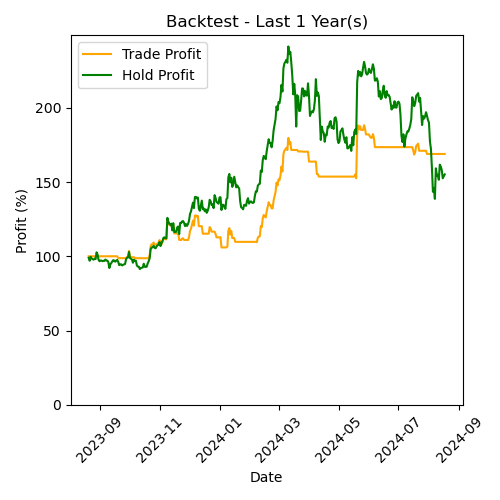 Backtest - Last 1 Year(s)
Trade Profit
Hold Profit
Profit (%)
200
150
100
50
0
2023-09
2023-11
2024-01
2024-03
2024-05
2024-07
2024-09
Date